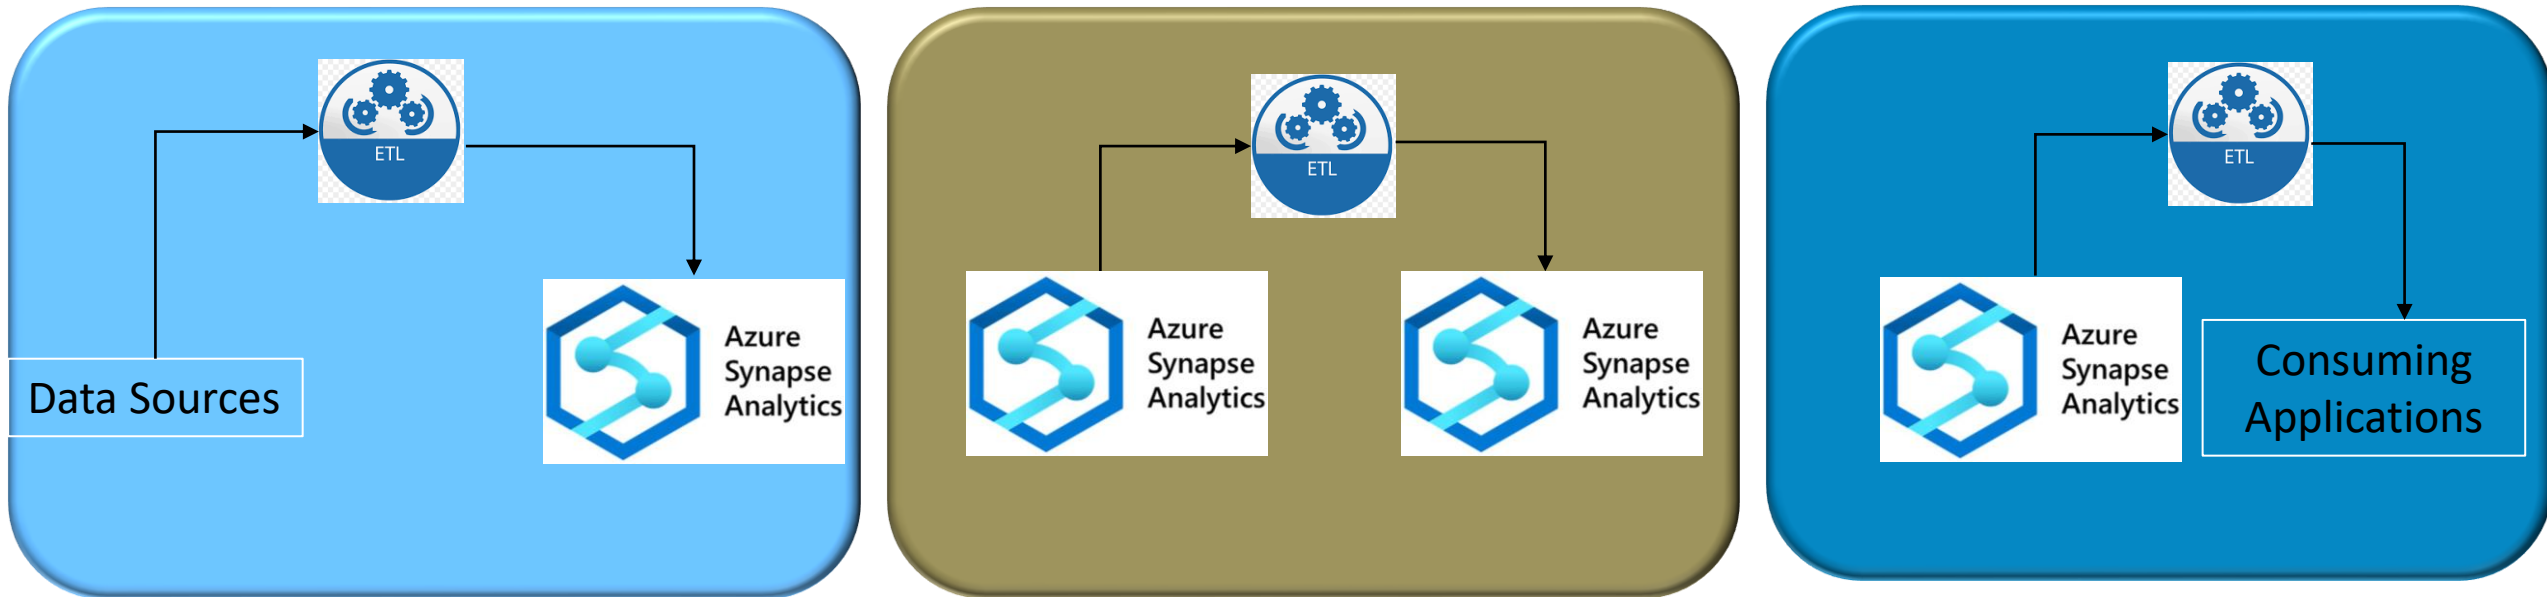 ETL
Data Sources
Azure
Synapse
Analytics
ETL
Azure
Synapse
Analytics
Azure
Synapse
Analytics
ETL
Azure
Synapse
Analytics
Consuming
Applications